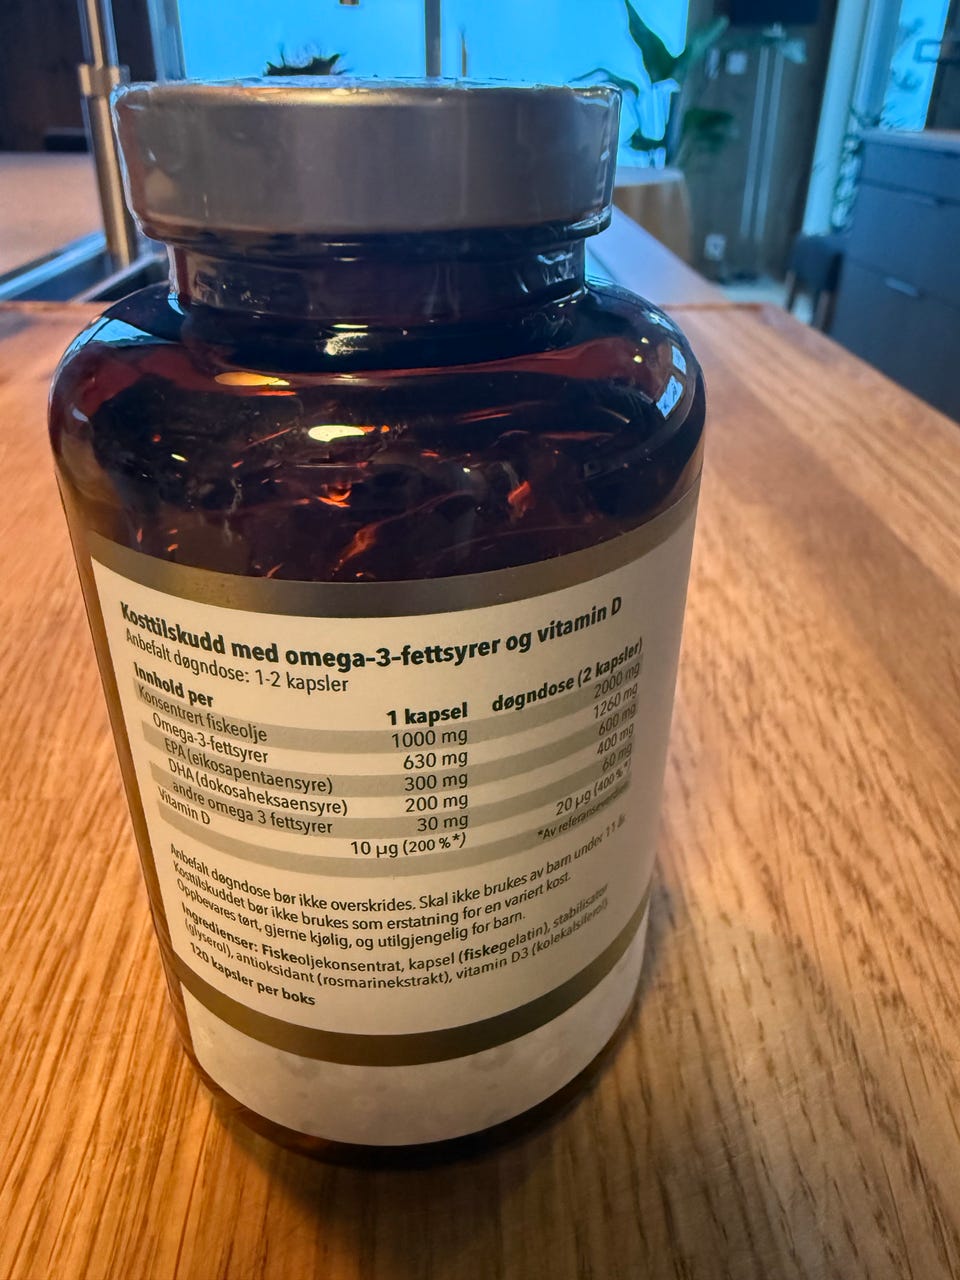 Kosttilskudd med omega-3-fettsyrer og vitamin D
Anbefalt døgndose: 1-2 kapsler
Innhold per 1 kapsel døgndose (2 kapsler)
Konsentrert fiskeolje 1000 mg 2000 mg
Omega-3-fettsyrer 630 mg 1260 mg
EPA (eikosapentaensyre) 300 mg 600 mg
DHA (dokosaheksaensyre) 200 mg 400 mg
andre omega 3 fettsyrer 30 mg 60 mg
Vitamin D 10 µg (200 %*) 20 µg (400 %*)
*Av referanseverdien
Anbefalt døgndose bør ikke overskrides. Skal ikke brukes av barn under 11 år.
Kosttilskuddet bør ikke brukes som erstatning for en variert kost.
Oppbevares tørt, gjerne kjølig, og utilgjengelig for barn.
Ingredienser: Fiskeoljekonsentrat, kapsel (fiskegelatin), stabilisator
(glyserol), antioksidant (rosmarinekstrakt), vitamin D3 (kolekalsiferol)
120 kapsler per boks